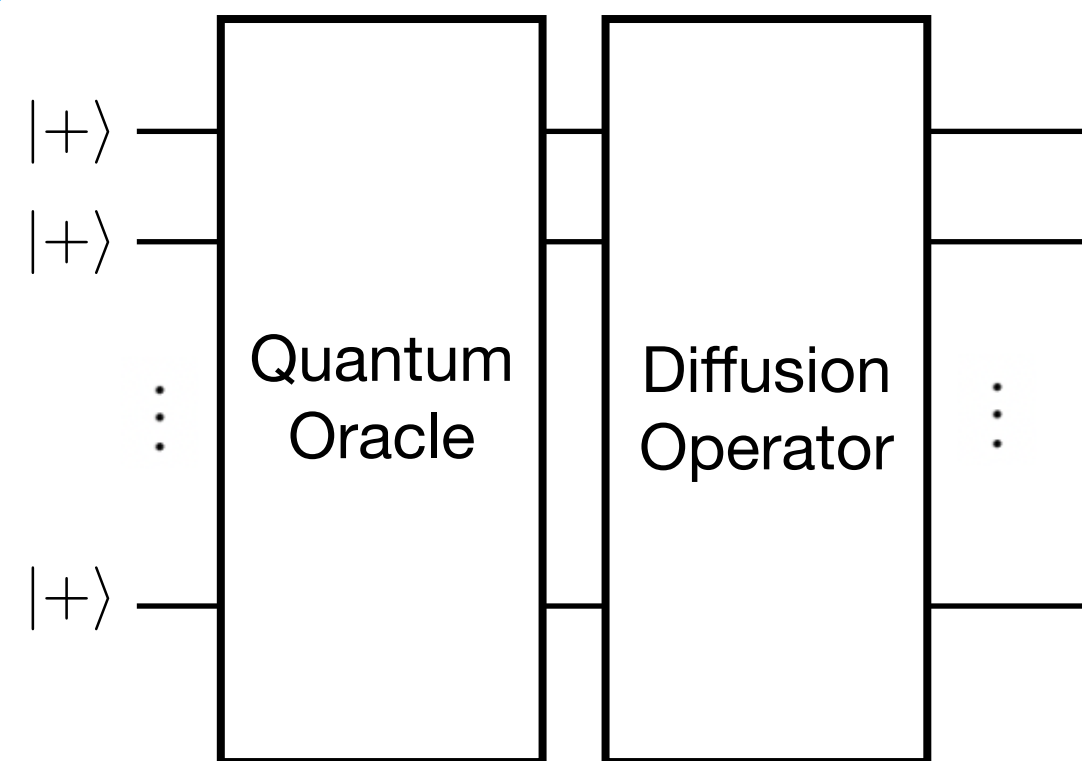 |+⟩
|+⟩
Quantum
Oracle
Diffusion
Operator
|+⟩